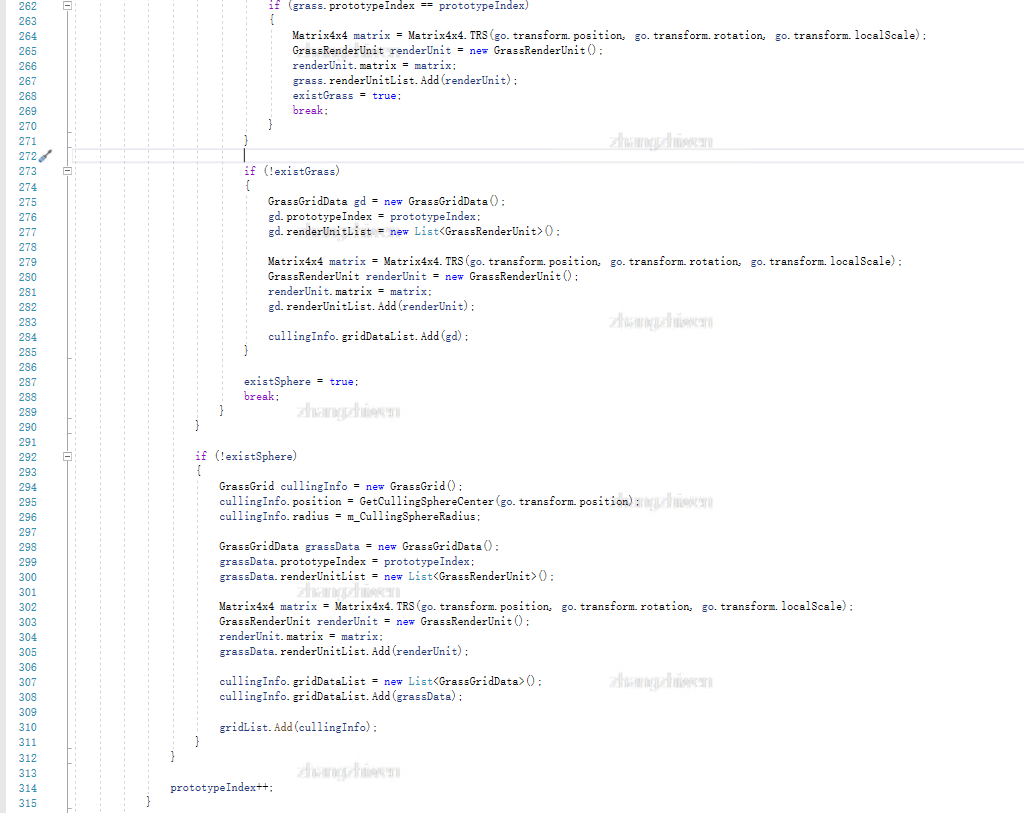 262 if (grass.prototypeIndex == prototypeIndex)
263 {
264 Matrix4x4 matrix = Matrix4x4.TRS(go.transform.position, go.transform.rotation, go.transform.localScale);
265 GrassRenderUnit renderUnit = new GrassRenderUnit();
266 renderUnit.matrix = matrix;
267 grass.renderUnitList.Add(renderUnit);
268 existGrass = true;
269 break;
270 }
271 }
zhangzhiwen
272
273 if (!existGrass)
274 {
275 GrassGridData gd = new GrassGridData();
276 gd.prototypeIndex = prototypeIndex;
277 gd.renderUnitList = new List<GrassRenderUnit>();
278
279 Matrix4x4 matrix = Matrix4x4.TRS(go.transform.position, go.transform.rotation, go.transform.localScale);
280 GrassRenderUnit renderUnit = new GrassRenderUnit();
281 renderUnit.matrix = matrix;
282 gd.renderUnitList.Add(renderUnit);
283
zhangzhiwen
284 cullingInfo.gridDataList.Add(gd);
285 }
286
287 existSphere = true;
288 break;
289 }
zhangzhiwen
290 }
291
292 if (!existSphere)
293 {
294 GrassGrid cullingInfo = new GrassGrid();
295 cullingInfo.position = GetCullingSphereCenter(go.transform.position);
zhangzhiwen
296 cullingInfo.radius = m_CullingSphereRadius;
297
298 GrassGridData grassData = new GrassGridData();
299 grassData.prototypeIndex = prototypeIndex;
300 grassData.renderUnitList = new List<GrassRenderUnit>();
301
zhangzhiwen
302 Matrix4x4 matrix = Matrix4x4.TRS(go.transform.position, go.transform.rotation, go.transform.localScale);
303 GrassRenderUnit renderUnit = new GrassRenderUnit();
304 renderUnit.matrix = matrix;
305 grassData.renderUnitList.Add(renderUnit);
306
307 cullingInfo.gridDataList = new List<GrassGridData>();
zhangzhiwen
308 cullingInfo.gridDataList.Add(grassData);
309
310 gridList.Add(cullingInfo);
311 }
312 }
313
zhangzhiwen
314 prototypeIndex++;
315 }